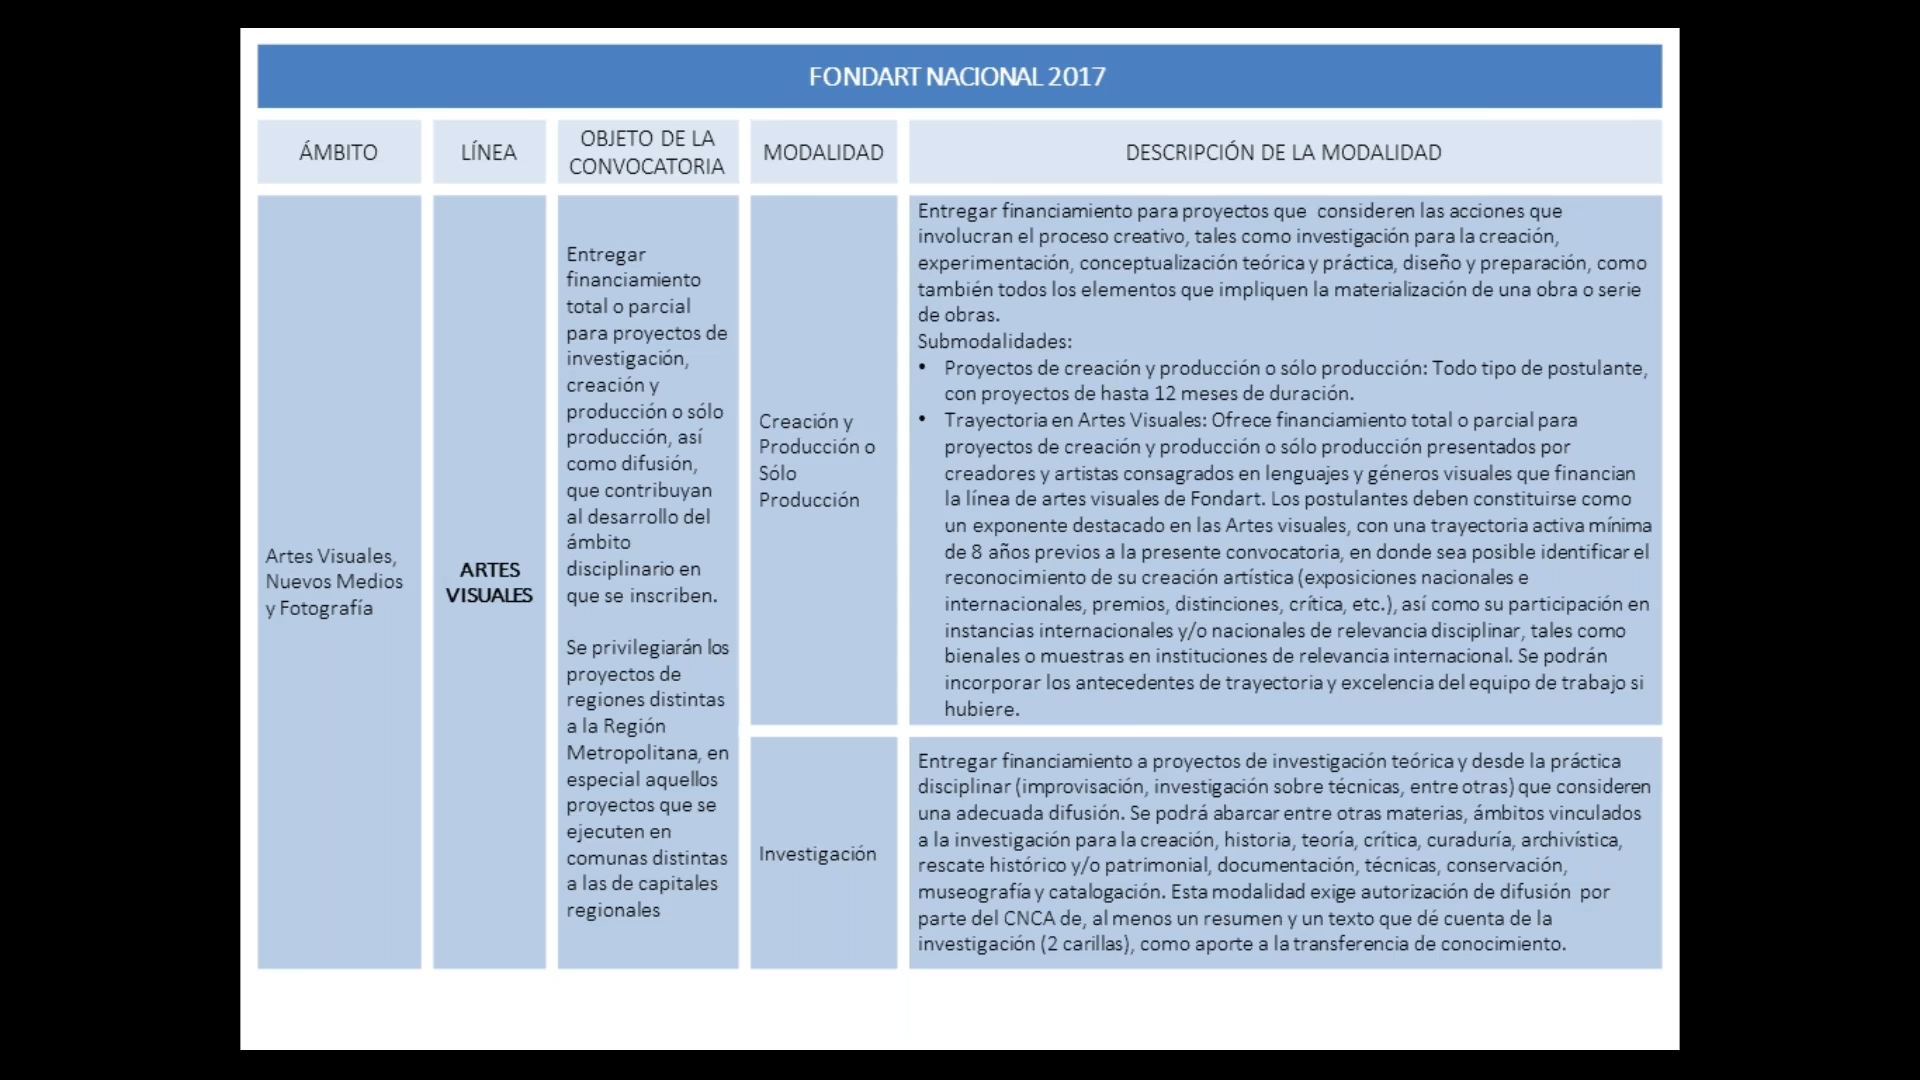 FONDART NACIONAL 2017
ÁMBITO
LÍNEA
OBJETO DE LA
CONVOCATORIA
MODALIDAD
DESCRIPCIÓN DE LA MODALIDAD
Artes Visuales,
Nuevos Medios
y Fotografía
ARTES
VISUALES
Entregar
financiamiento
total o parcial
para proyectos de
investigación,
creación y
producción o sólo
producción, así
como difusión,
que contribuyan
al desarrollo del
ámbito
disciplinario en
que se inscriben.
Se privilegiarán los
proyectos de
regiones distintas
a la Región
Metropolitana, en
especial aquellos
proyectos que se
ejecuten en
comunas distintas
a las de capitales
regionales
Creación y
Producción o
Sólo
Producción
Entregar financiamiento para proyectos que consideren las acciones que
involucran el proceso creativo, tales como investigación para la creación,
experimentación, conceptualización teórica y práctica, diseño y preparación, como
también todos los elementos que impliquen la materialización de una obra o serie
de obras.
Submodalidades:
• Proyectos de creación y producción o sólo producción: Todo tipo de postulante,
con proyectos de hasta 12 meses de duración.
• Trayectoria en Artes Visuales: Ofrece financiamiento total o parcial para
proyectos de creación y producción o sólo producción presentados por
creadores y artistas consagrados en lenguajes y géneros visuales que financian
la línea de artes visuales de Fondart. Los postulantes deben constituirse como
un exponente destacado en las Artes visuales, con una trayectoria activa mínima
de 8 años previos a la presente convocatoria, en donde sea posible identificar el
reconocimiento de su creación artística (exposiciones nacionales e
internacionales, premios, distinciones, crítica, etc.), así como su participación en
instancias internacionales y/o nacionales de relevancia disciplinar, tales como
bienales o muestras en instituciones de relevancia internacional. Se podrán
incorporar los antecedentes de trayectoria y excelencia del equipo de trabajo si
hubiere.
Investigación
Entregar financiamiento a proyectos de investigación teórica y desde la práctica
disciplinar (improvisación, investigación sobre técnicas, entre otras) que consideren
una adecuada difusión. Se podrá abarcar entre otras materias, ámbitos vinculados
a la investigación para la creación, historia, teoría, crítica, curaduría, archivística,
rescate histórico y/o patrimonial, documentación, técnicas, conservación,
museografía y catalogación. Esta modalidad exige autorización de difusión por
parte del CNCA de, al menos un resumen y un texto que dé cuenta de la
investigación (2 carillas), como aporte a la transferencia de conocimiento.